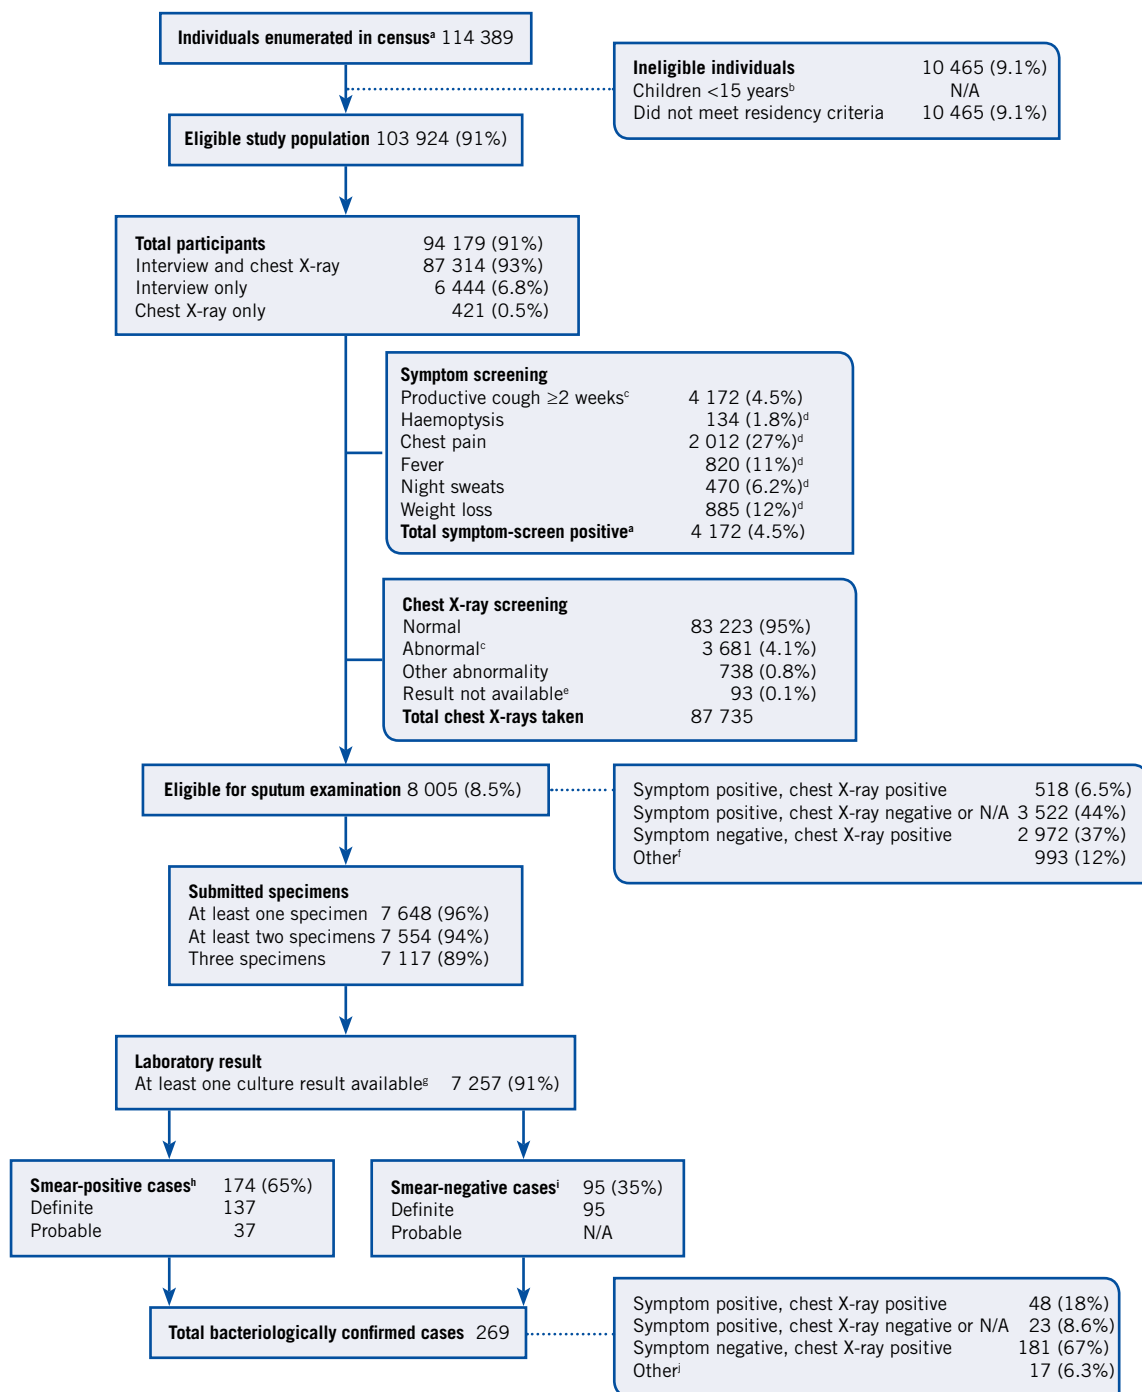 Individuals enumerated in censusᵃ 114 389
Ineligible individuals 10 465 (9.1%)
Children <15 yearsᵇ N/A
Did not meet residency criteria 10 465 (9.1%)
Eligible study population 103 924 (91%)
Total participants 94 179 (91%)
Interview and chest X-ray 87 314 (93%)
Interview only 6 444 (6.8%)
Chest X-ray only 421 (0.5%)
Symptom screening
Productive cough ≥2 weeksᶜ 4 172 (4.5%)
Haemoptysis 134 (1.8%)ᵈ
Chest pain 2 012 (27%)ᵈ
Fever 820 (11%)ᵈ
Night sweats 470 (6.2%)ᵈ
Weight loss 885 (12%)ᵈ
Total symptom-screen positiveᵃ 4 172 (4.5%)
Chest X-ray screening
Normal 83 223 (95%)
Abnormalᶜ 3 681 (4.1%)
Other abnormality 738 (0.8%)
Result not availableᵉ 93 (0.1%)
Total chest X-rays taken 87 735
Eligible for sputum examination 8 005 (8.5%)
Symptom positive, chest X-ray positive 518 (6.5%)
Symptom positive, chest X-ray negative or N/A 3 522 (44%)
Symptom negative, chest X-ray positive 2 972 (37%)
Otherᶠ 993 (12%)
Submitted specimens
At least one specimen 7 648 (96%)
At least two specimens 7 554 (94%)
Three specimens 7 117 (89%)
Laboratory result
At least one culture result availableᵍ 7 257 (91%)
Smear-positive casesʰ 174 (65%)
Definite 137
Probable 37
Smear-negative casesⁱ 95 (35%)
Definite 95
Probable N/A
Total bacteriologically confirmed cases 269
Symptom positive, chest X-ray positive 48 (18%)
Symptom positive, chest X-ray negative or N/A 23 (8.6%)
Symptom negative, chest X-ray positive 181 (67%)
Otherʲ 17 (6.3%)